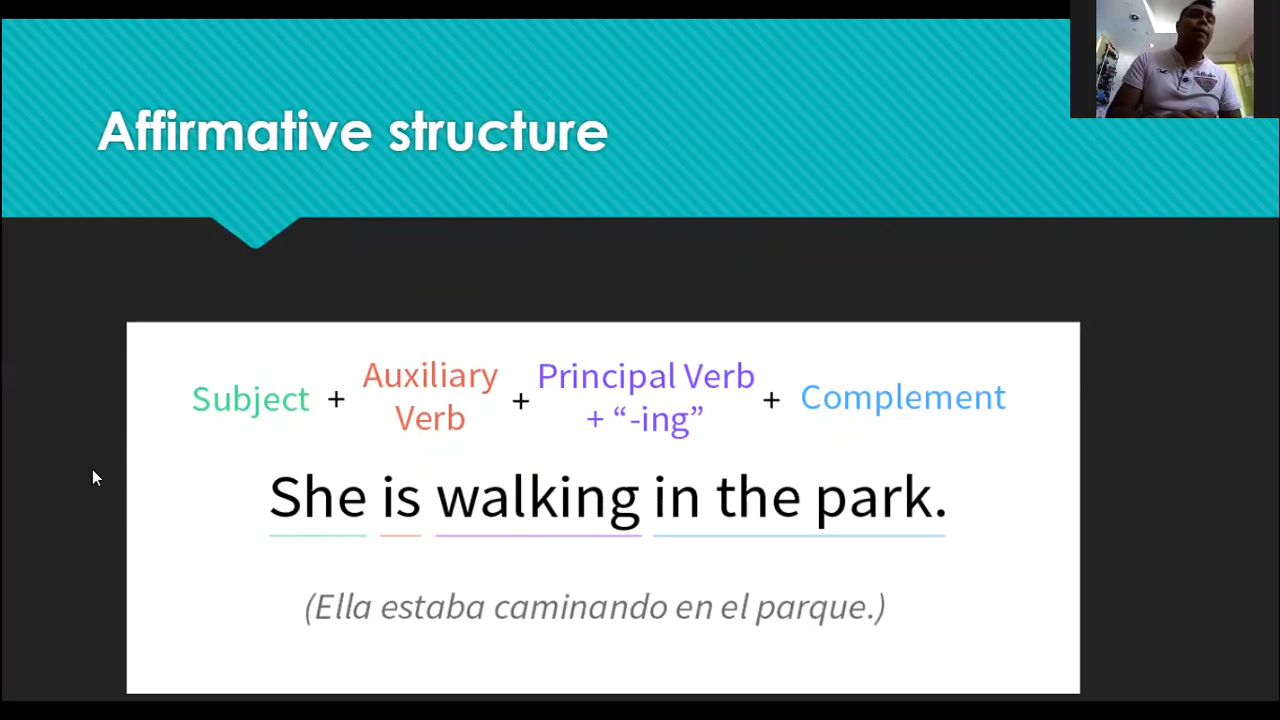 Affirmative structure
Subject + Auxiliary Verb + Principal Verb + “-ing” + Complement
She is walking in the park.
(Ella estaba caminando en el parque.)